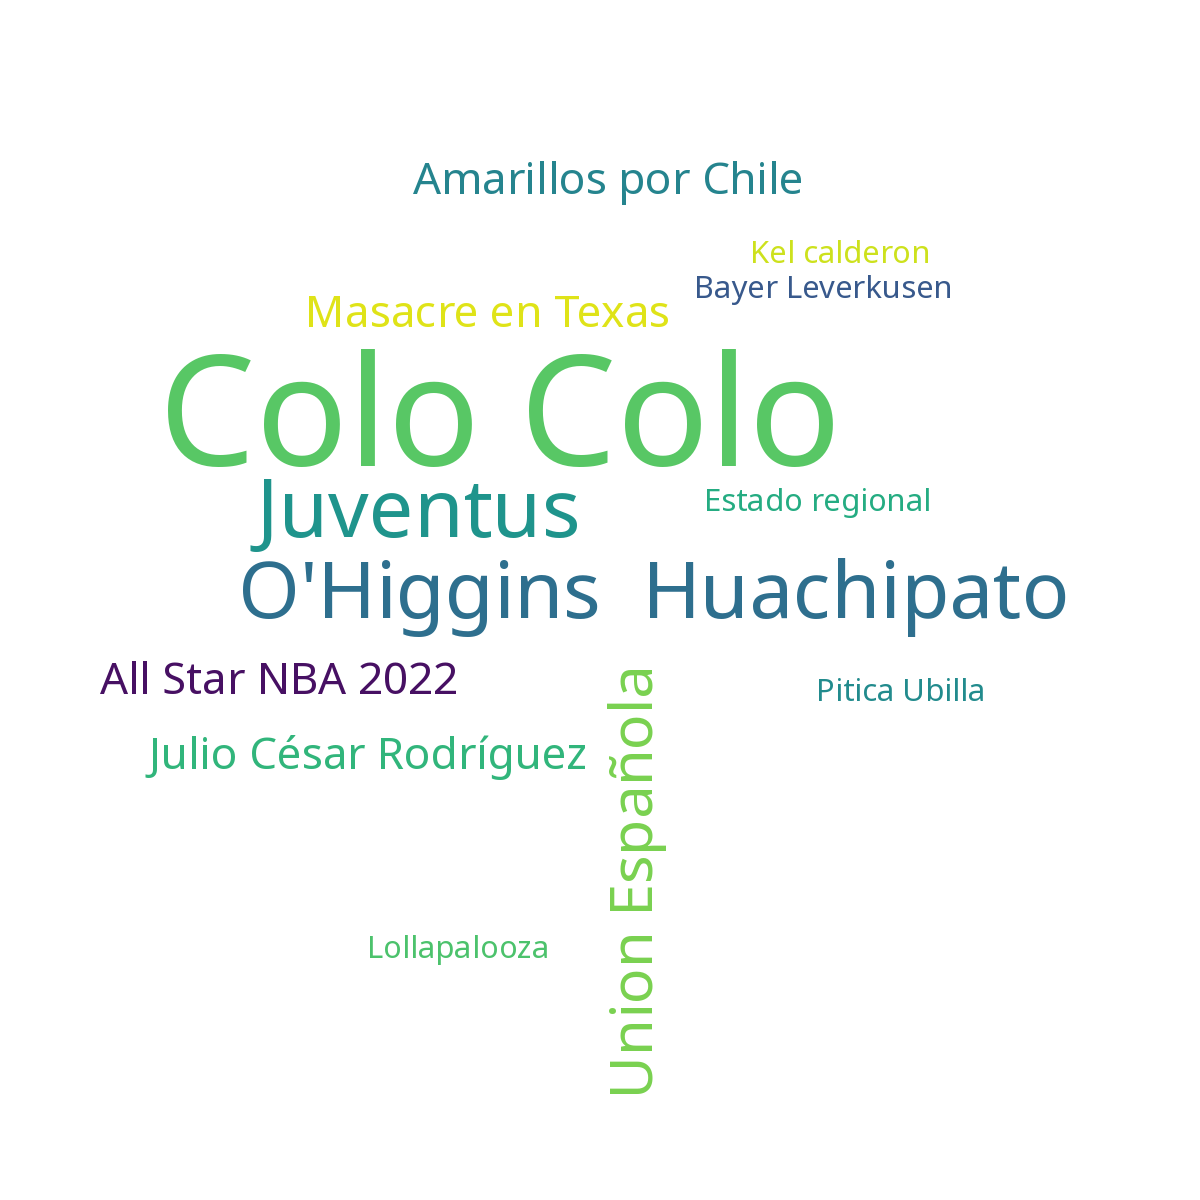 Amarillos por Chile
Kel calderon
Bayer Leverkusen
Masacre en Texas
Colo Colo
Juventus
Estado regional
O'Higgins
Huachipato
All Star NBA 2022
Pitica Ubilla
Julio César Rodríguez
Union Española
Lollapalooza